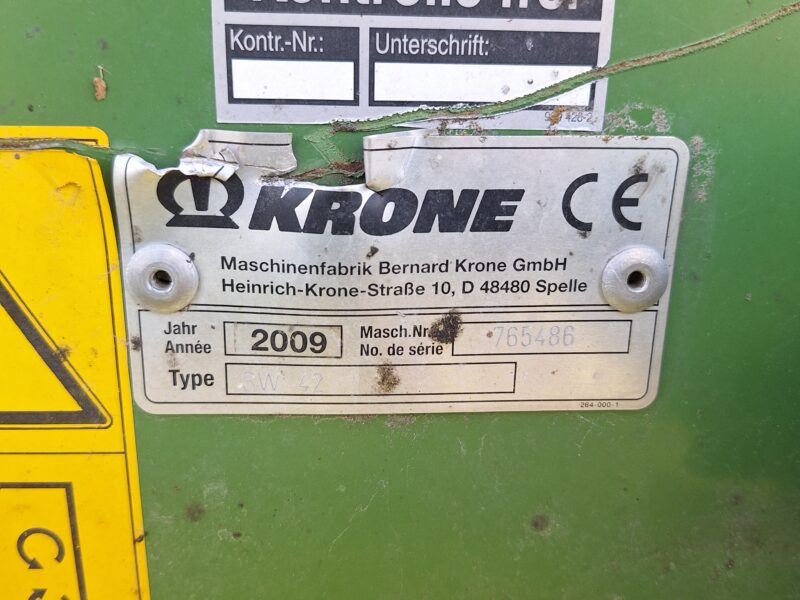 Kontr.-Nr.:
Unterschrift:
KRONE
CE
Maschinenfabrik Bernard Krone GmbH
Heinrich-Krone-Straße 10, D 48480 Spelle
Jahr
Année
2009
Masch.Nr.
No. de série
765486
Type
42
264-000-1